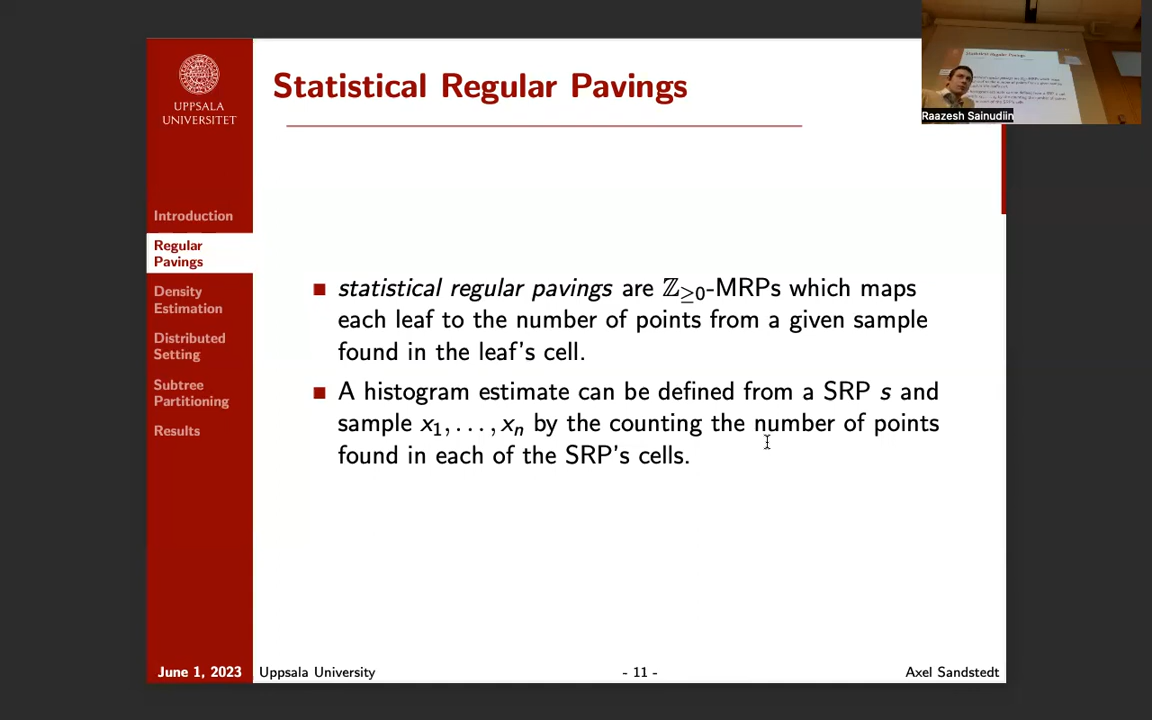 Statistical Regular Pavings
UPPSALA
UNIVERSITET
Raazesh Sainudiin
Introduction
Regular
Pavings
Density
Estimation
Distributed
Setting
Subtree
Partitioning
Results
statistical regular pavings are ℤ≥0-MRPs which maps
each leaf to the number of points from a given sample
found in the leaf's cell.
A histogram estimate can be defined from a SRP s and
sample x₁, . . . , xₙ by the counting the number of points
found in each of the SRP's cells.
June 1, 2023
Uppsala University
- 11 -
Axel Sandstedt